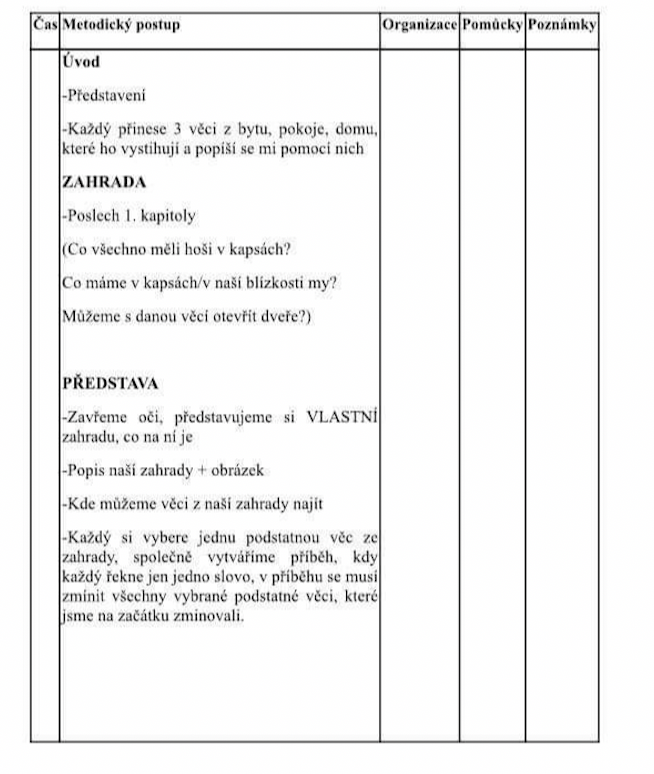 Čas Metodický postup Organizace Pomůcky Poznámky
Úvod
-Představení
-Každý přinese 3 věci z bytu, pokoje, domu,
které ho vystihují a popíší se mi pomocí nich
ZAHRADA
-Poslech 1. kapitoly
(Co všechno měli hoši v kapsách?
Co máme v kapsách/v naší blízkosti my?
Můžeme s danou věcí otevřít dveře?)
PŘEDSTAVA
-Zavřeme oči, představujeme si VLASTNÍ
zahradu, co na ní je
-Popis naší zahrady + obrázek
-Kde můžeme věci z naší zahrady najít
-Každý si vybere jednu podstatnou věc ze
zahrady, společně vytváříme příběh, kdy
každý řekne jen jedno slovo, v příběhu se musí
zmínit všechny vybrané podstatné věci, které
jsme na začátku zminovali.